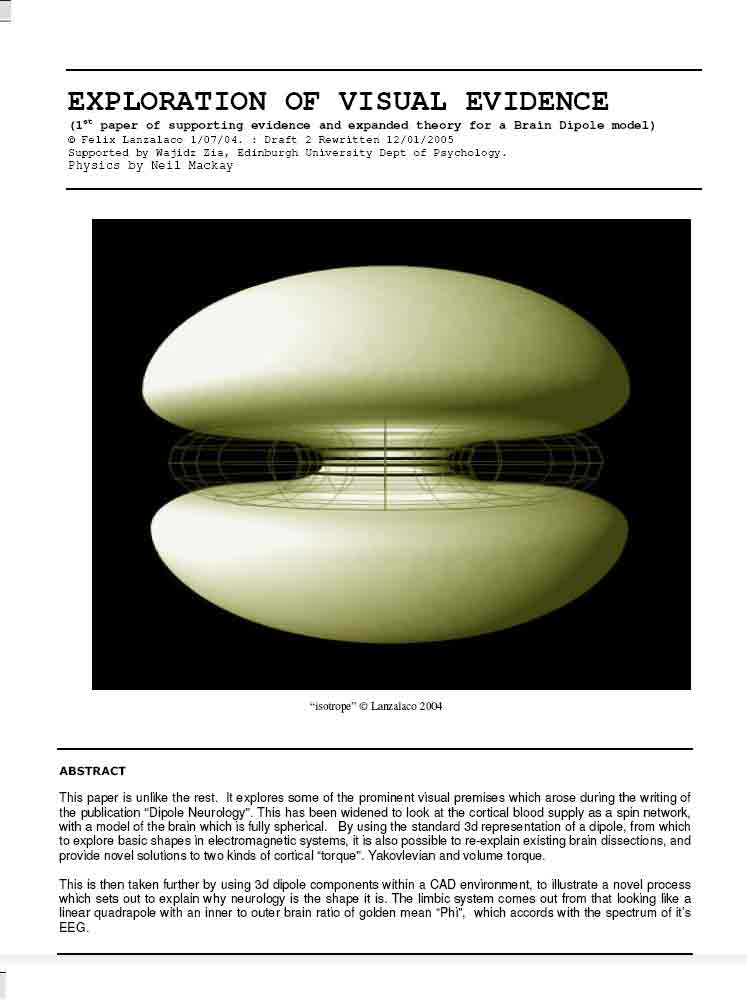 EXPLORATION OF VISUAL EVIDENCE
(1st paper of supporting evidence and expanded theory for a Brain Dipole model)
© Felix Lanzalaco 1/07/04. : Draft 2 Rewritten 12/01/2005
Supported by Wajidz Zia, Edinburgh University Dept of Psychology.
Physics by Neil Mackay
“isotrope” © Lanzalaco 2004
ABSTRACT
This paper is unlike the rest. It explores some of the prominent visual premises which arose during the writing of
the publication “Dipole Neurology”. This has been widened to look at the cortical blood supply as a spin network,
with a model of the brain which is fully spherical. By using the standard 3d representation of a dipole, from which
to explore basic shapes in electromagnetic systems, it is also possible to re-explain existing brain dissections, and
provide novel solutions to two kinds of cortical “torque”. Yakovlevian and volume torque.
This is then taken further by using 3d dipole components within a CAD environment, to illustrate a novel process
which sets out to explain why neurology is the shape it is. The limbic system comes out from that looking like a
linear quadrapole with an inner to outer brain ratio of golden mean “Phi”, which accords with the spectrum of it’s
EEG.